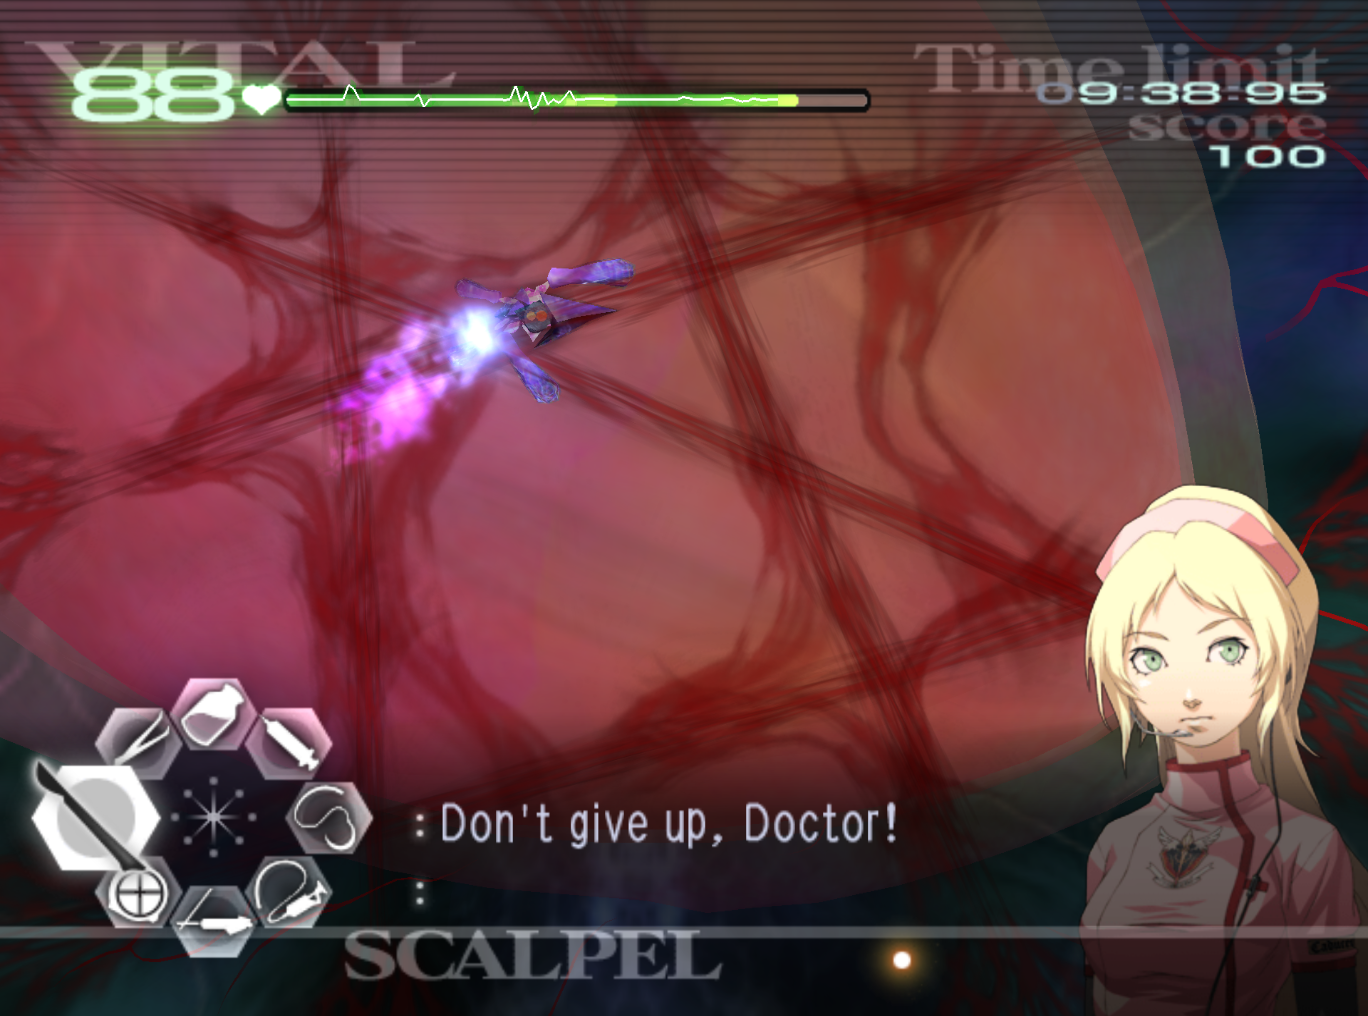 VITAL
88
Time limit
09:38:95
score
100
:Don't give up, Doctor!
:
SCALPEL